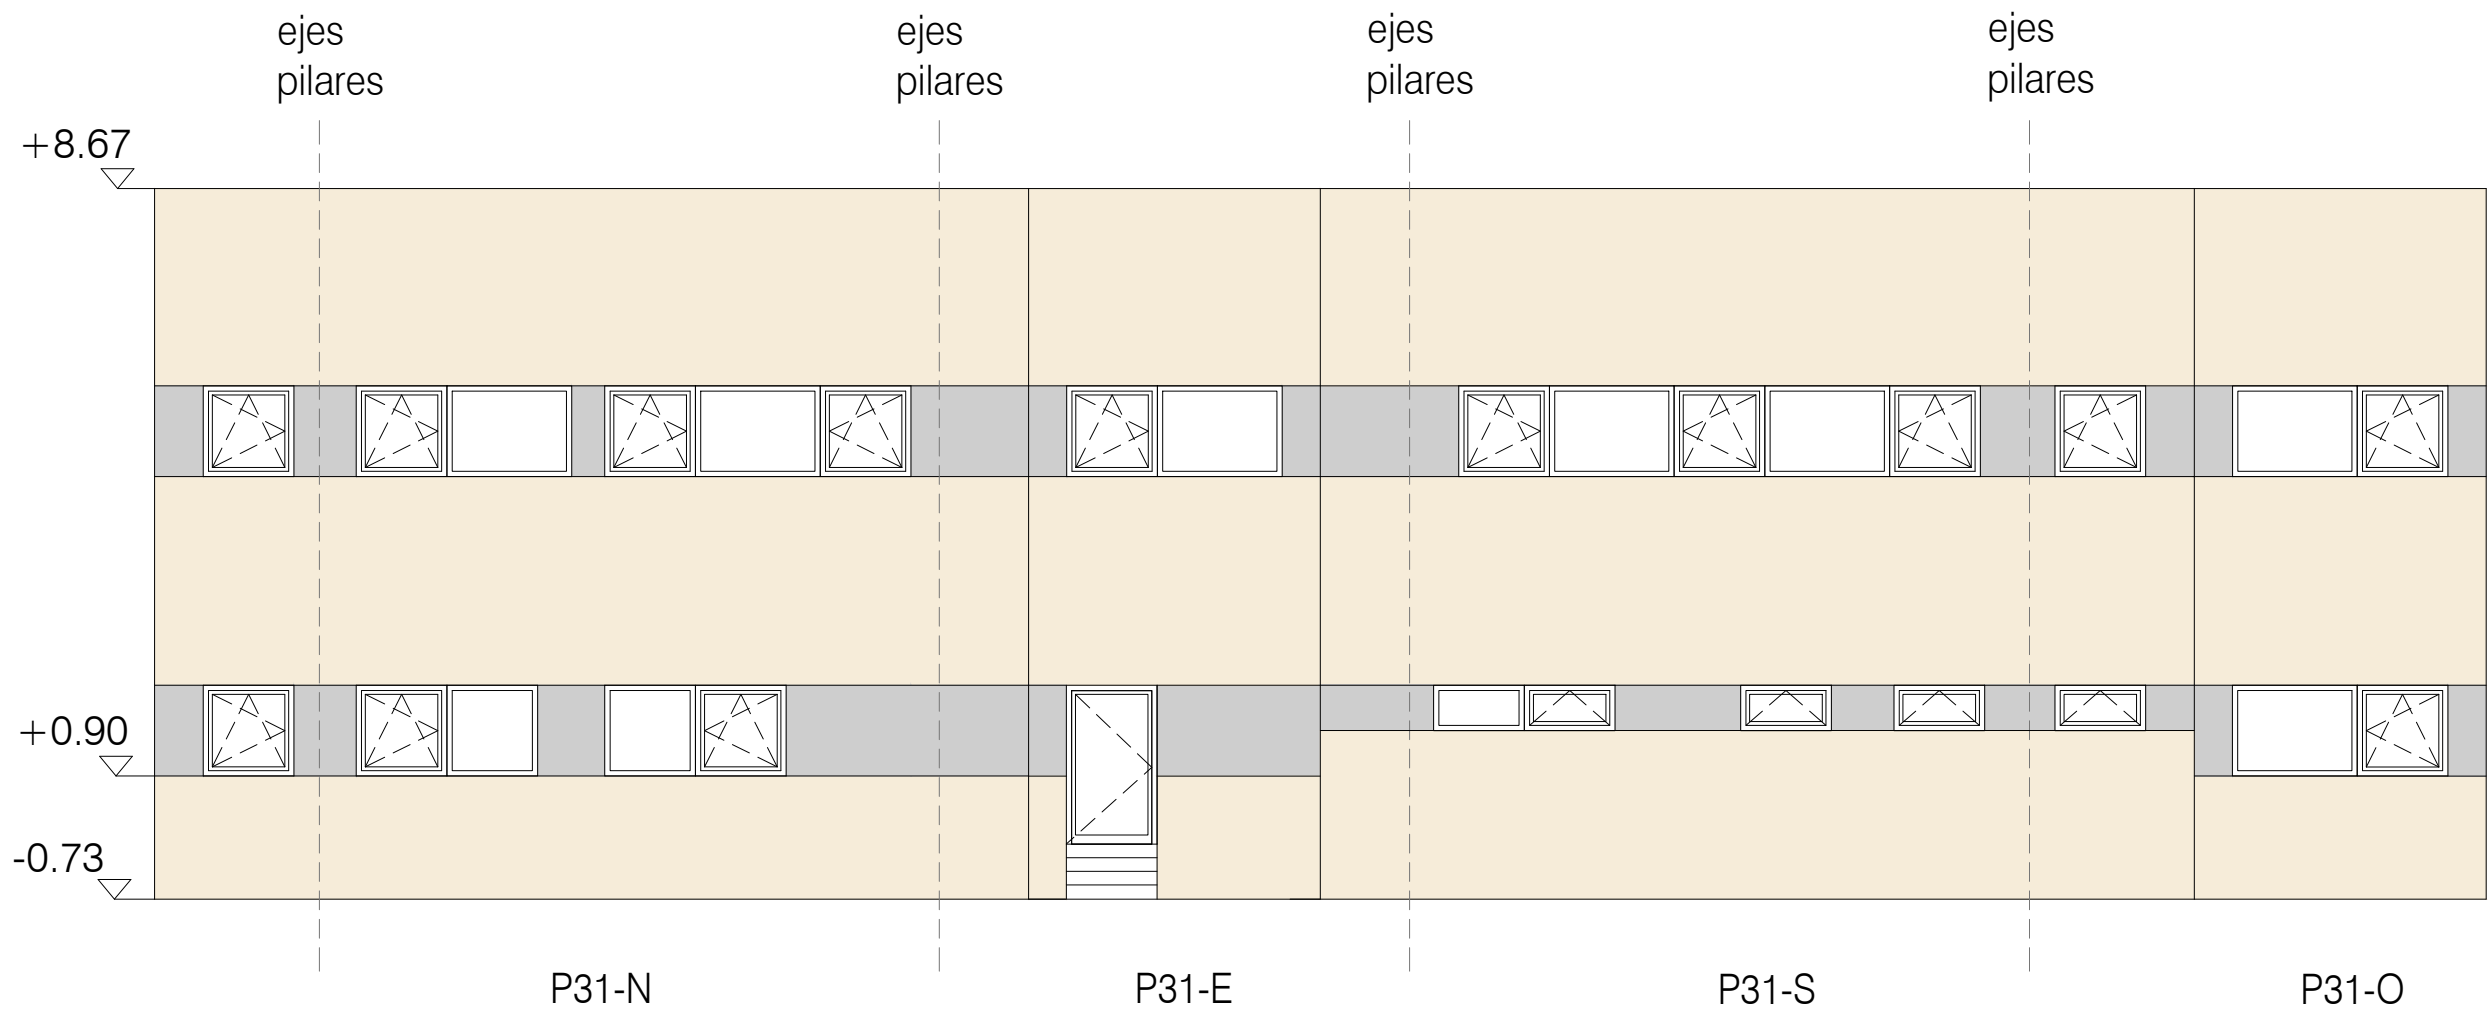 ejes
pilares
ejes
pilares
ejes
pilares
ejes
pilares
+8.67
+0.90
-0.73
P31-N
P31-E
P31-S
P31-O